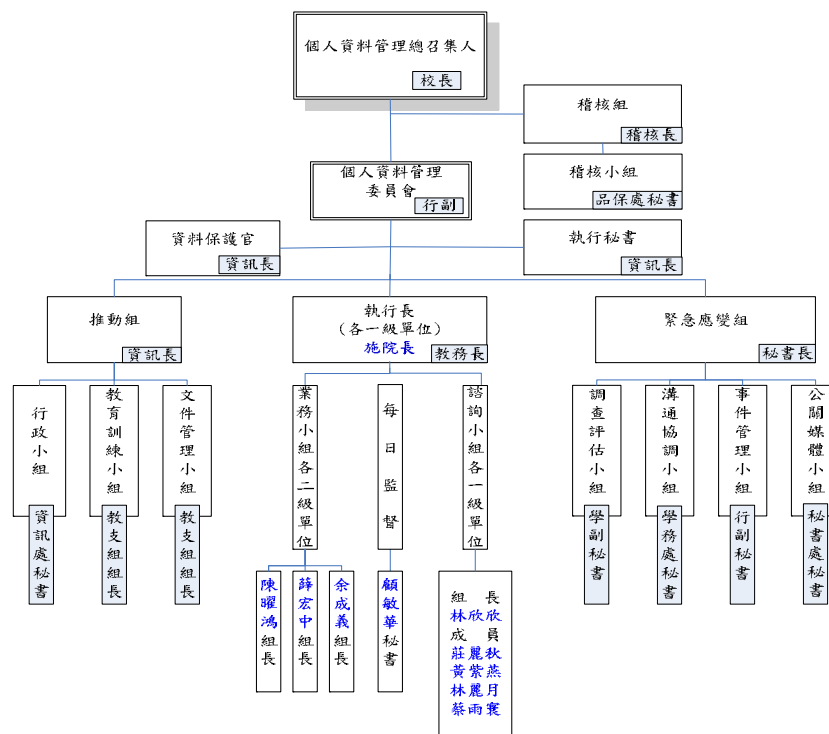 個人資料管理總召集人
校長
稽核組
稽核長
稽核小組
品保處秘書
個人資料管理
委員會
行副
資料保護官
資訊長
執行秘書
資訊長
推動組
資訊長
執行長
(各一級單位)
施院長
教務長
緊急應變組
秘書長
行政小組
資訊處秘書
教育訓練小組
教支組組長
文件管理小組
教支組組長
業務小組各二級單位
陳曜鴻組長
薛宏中組長
余成義組長
每日監督
顧敏華秘書
諮詢小組各一級單位
組長
林欣欣
成員
莊麗秋
黃紫燕
林麗月
蔡雨寰
調查評估小組
學副秘書
溝通協調小組
學務處秘書
事件管理小組
行副秘書
公關媒體小組
秘書處秘書